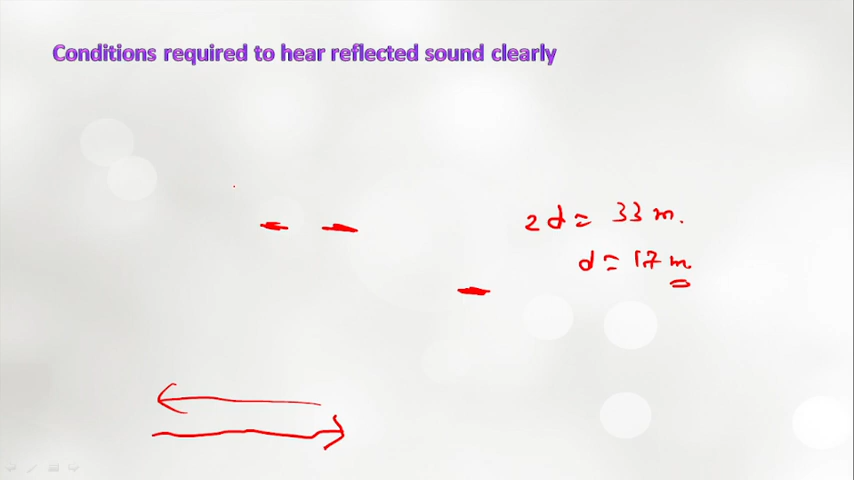 Conditions required to hear reflected sound clearly
2d = 33 m.
d = 17 m